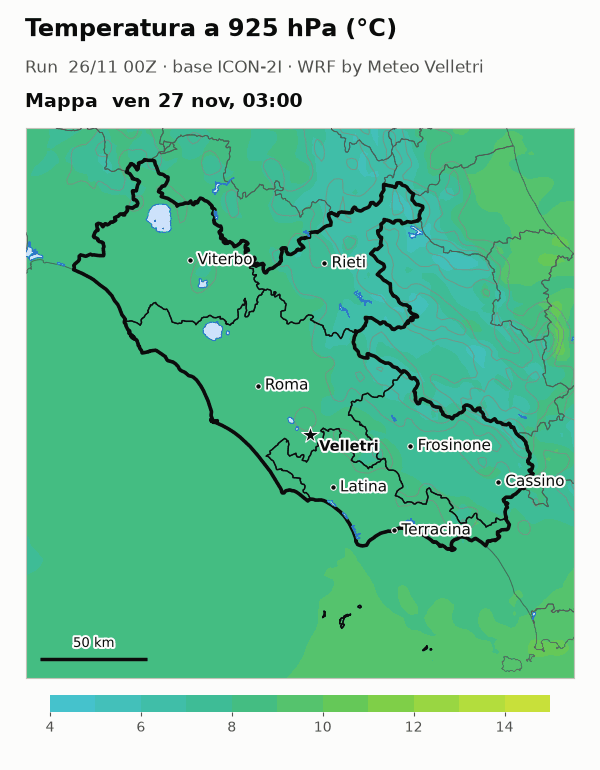 Temperatura a 925 hPa (°C)
Run  26/11 00Z · base ICON-2I · WRF by Meteo Velletri
Mappa  ven 27 nov, 03:00
Viterbo
Rieti
Roma
Velletri
Frosinone
Latina
Cassino
Terracina
50 km
4 6 8 10 12 14